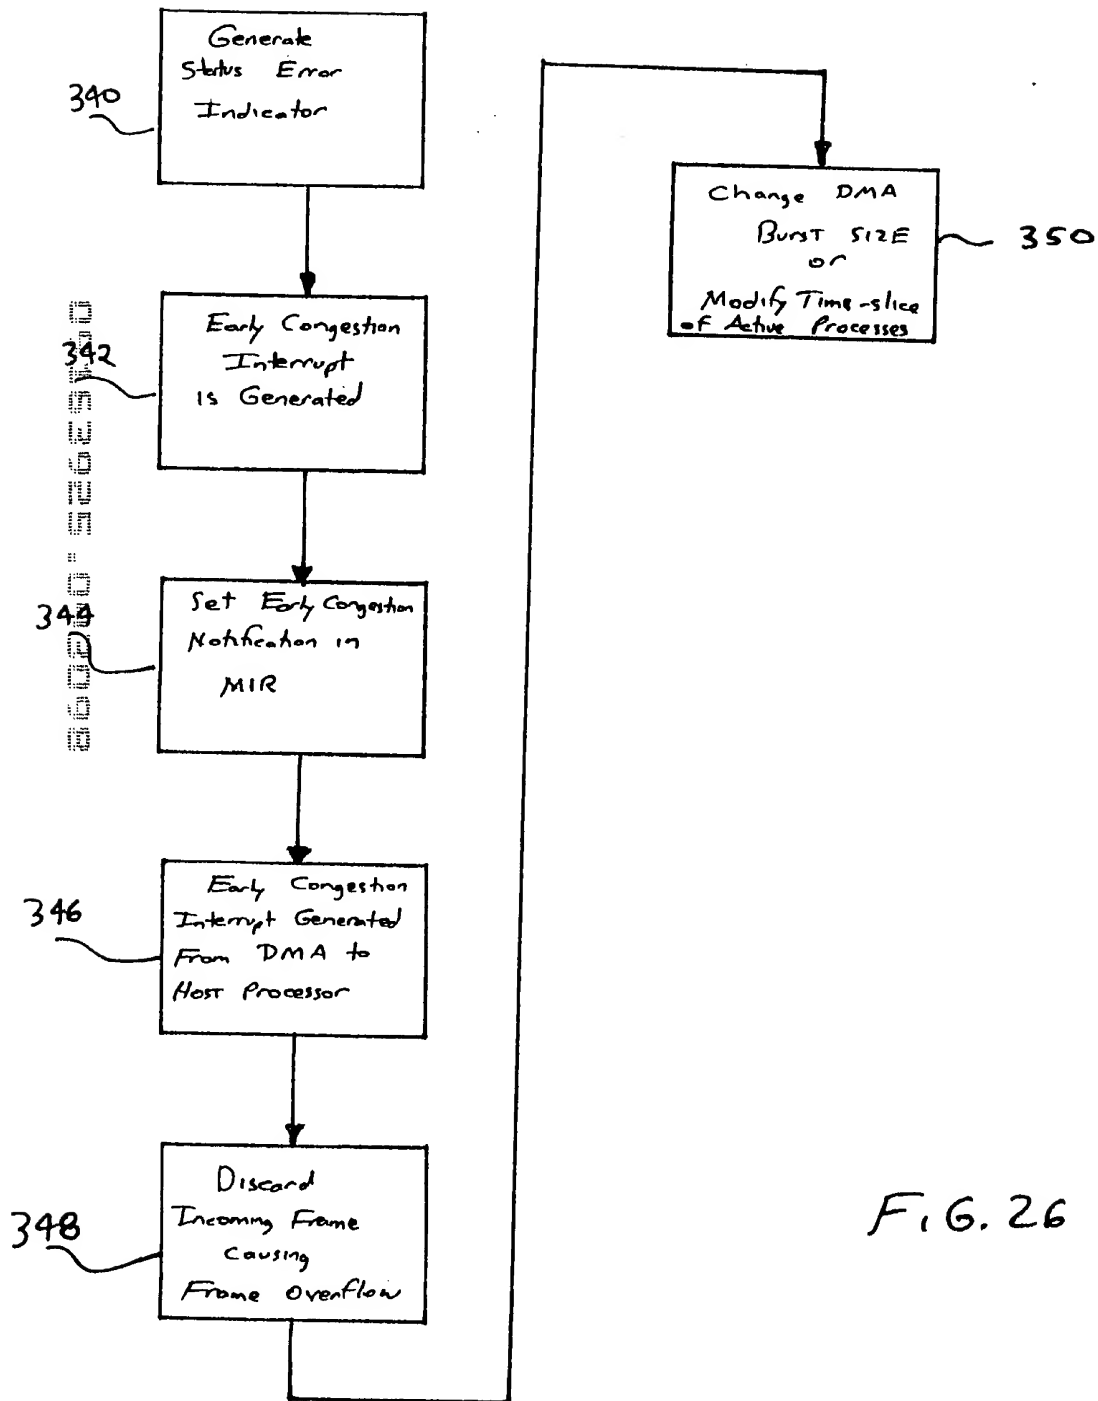 Generate
Status Error
Indicator
340
Early Congestion
Interrupt
is Generated
342
Set Early Congestion
Notification in
MIR
344
Early Congestion
Interrupt Generated
From DMA to
Host Processor
346
Discard
Incoming Frame
Causing
Frame Overflow
348
Change DMA
Burst SIZE
or
Modify Time-slice
of Active Processes
350
FIG. 26